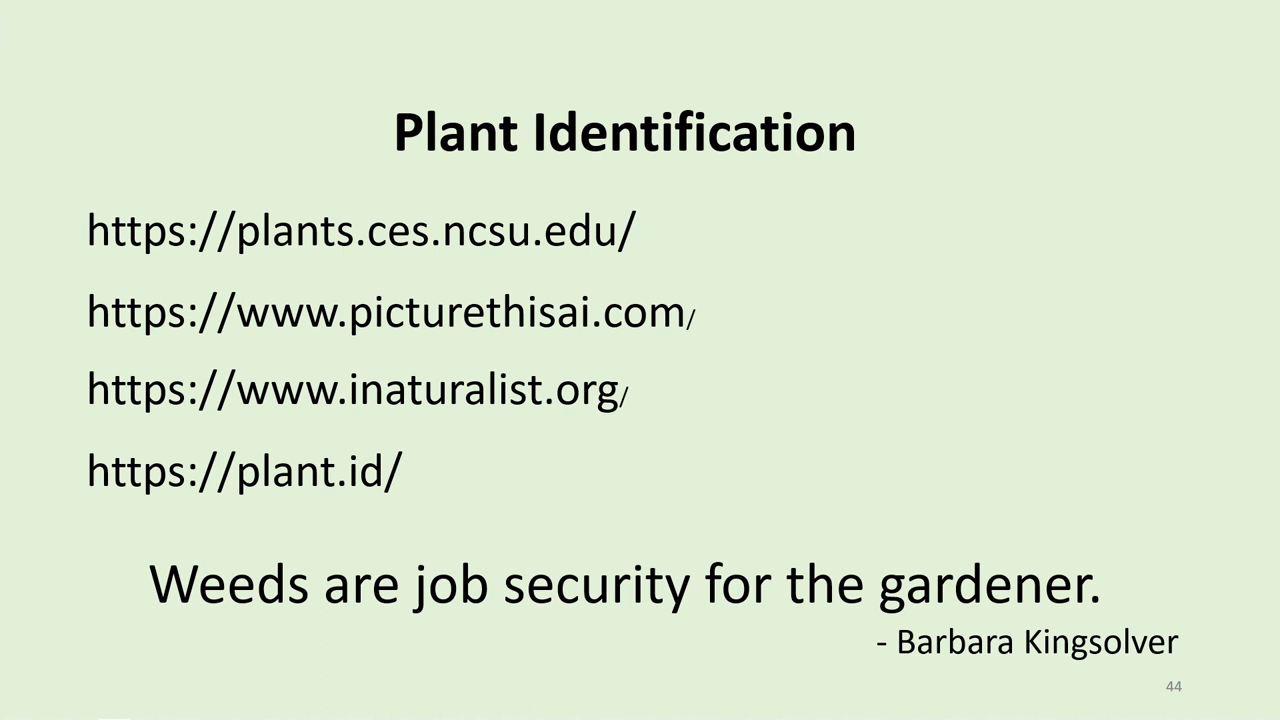 Plant Identification
https://plants.ces.ncsu.edu/
https://www.picturethisai.com/
https://www.inaturalist.org/
https://plant.id/
Weeds are job security for the gardener.
- Barbara Kingsolver
44